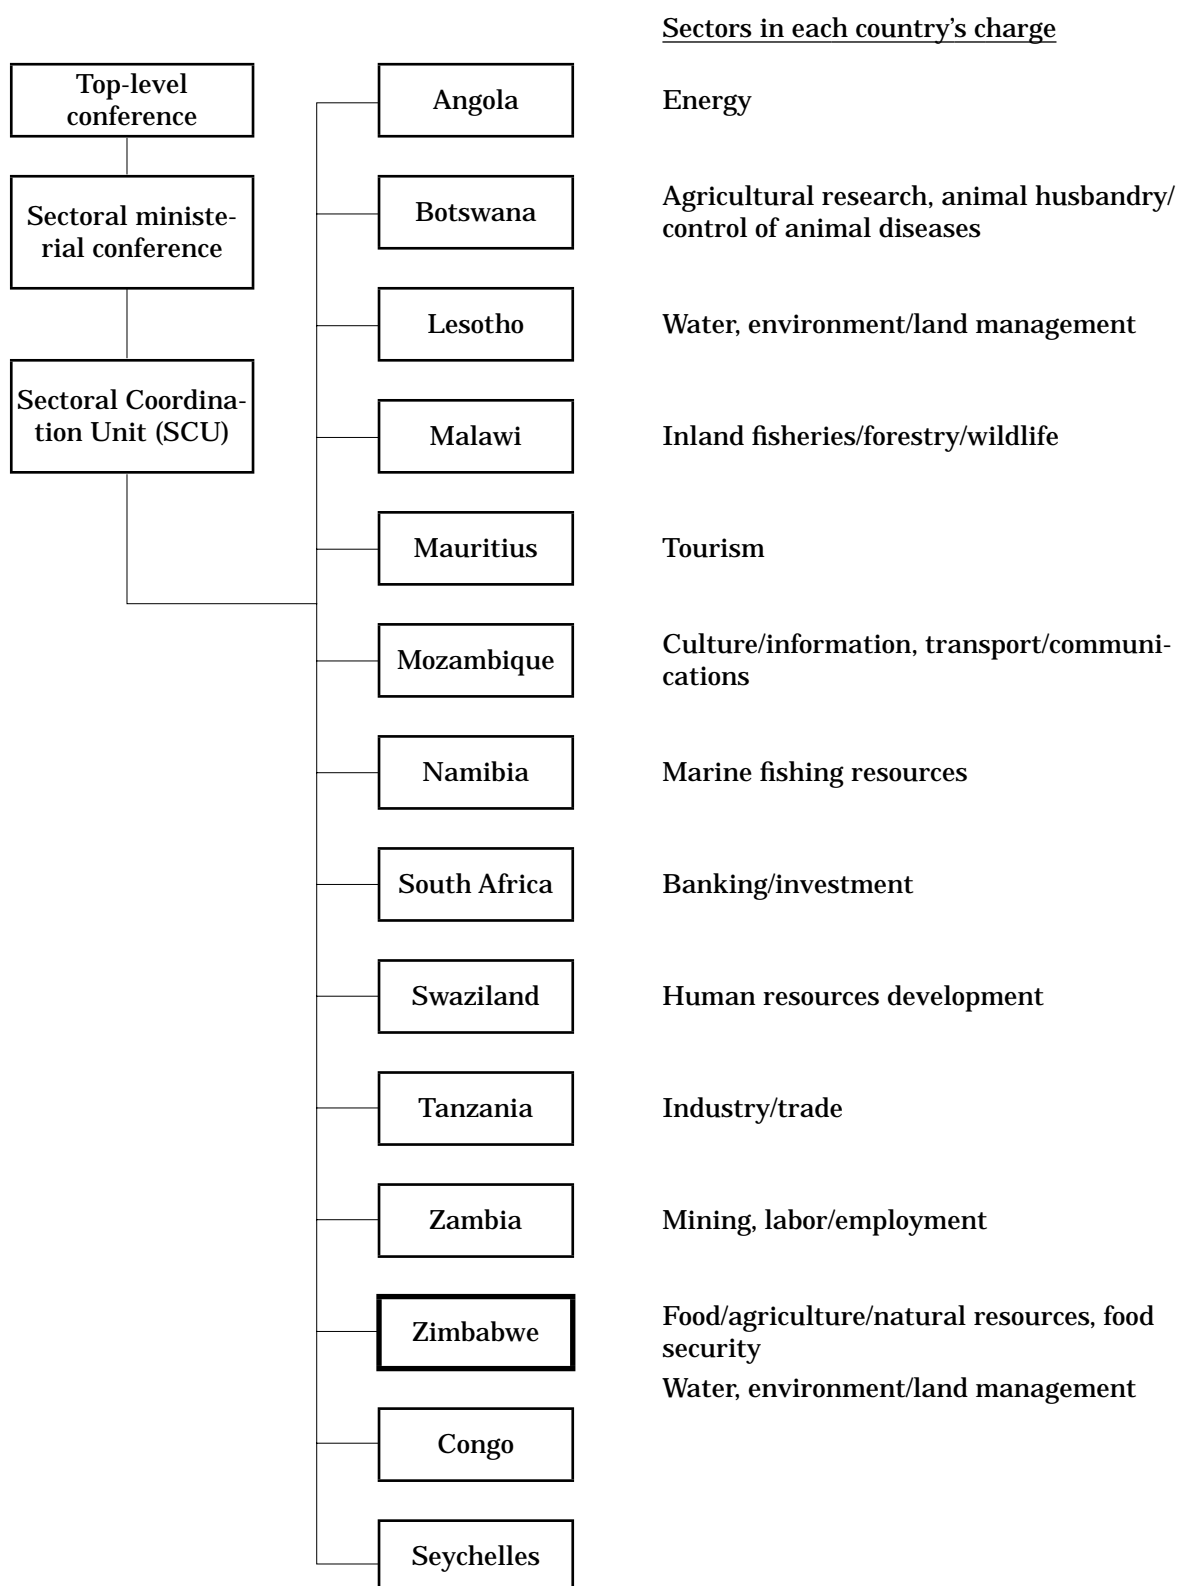 Sectors in each country's charge
Top-level
conference
Sectoral ministe-
rial conference
Sectoral Coordina-
tion Unit (SCU)
Angola
Energy
Botswana
Agricultural research, animal husbandry/
control of animal diseases
Lesotho
Water, environment/land management
Malawi
Inland fisheries/forestry/wildlife
Mauritius
Tourism
Mozambique
Culture/information, transport/communi-
cations
Namibia
Marine fishing resources
South Africa
Banking/investment
Swaziland
Human resources development
Tanzania
Industry/trade
Zambia
Mining, labor/employment
Zimbabwe
Food/agriculture/natural resources, food
security
Water, environment/land management
Congo
Seychelles